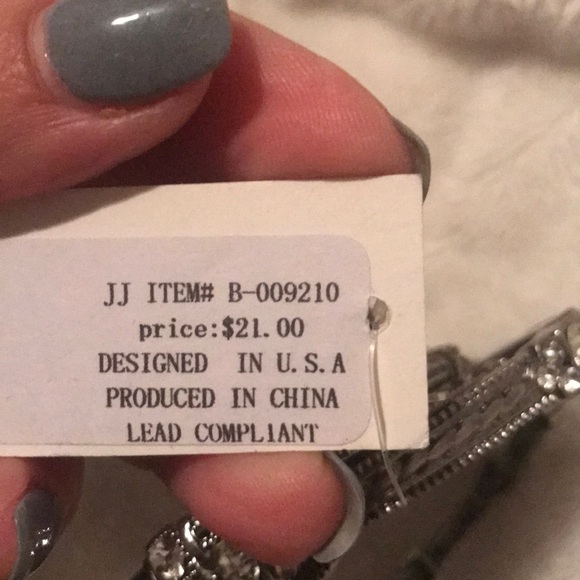 JJ ITEM# B-009210
price:$21.00
DESIGNED IN U.S.A
PRODUCED IN CHINA
LEAD COMPLIANT